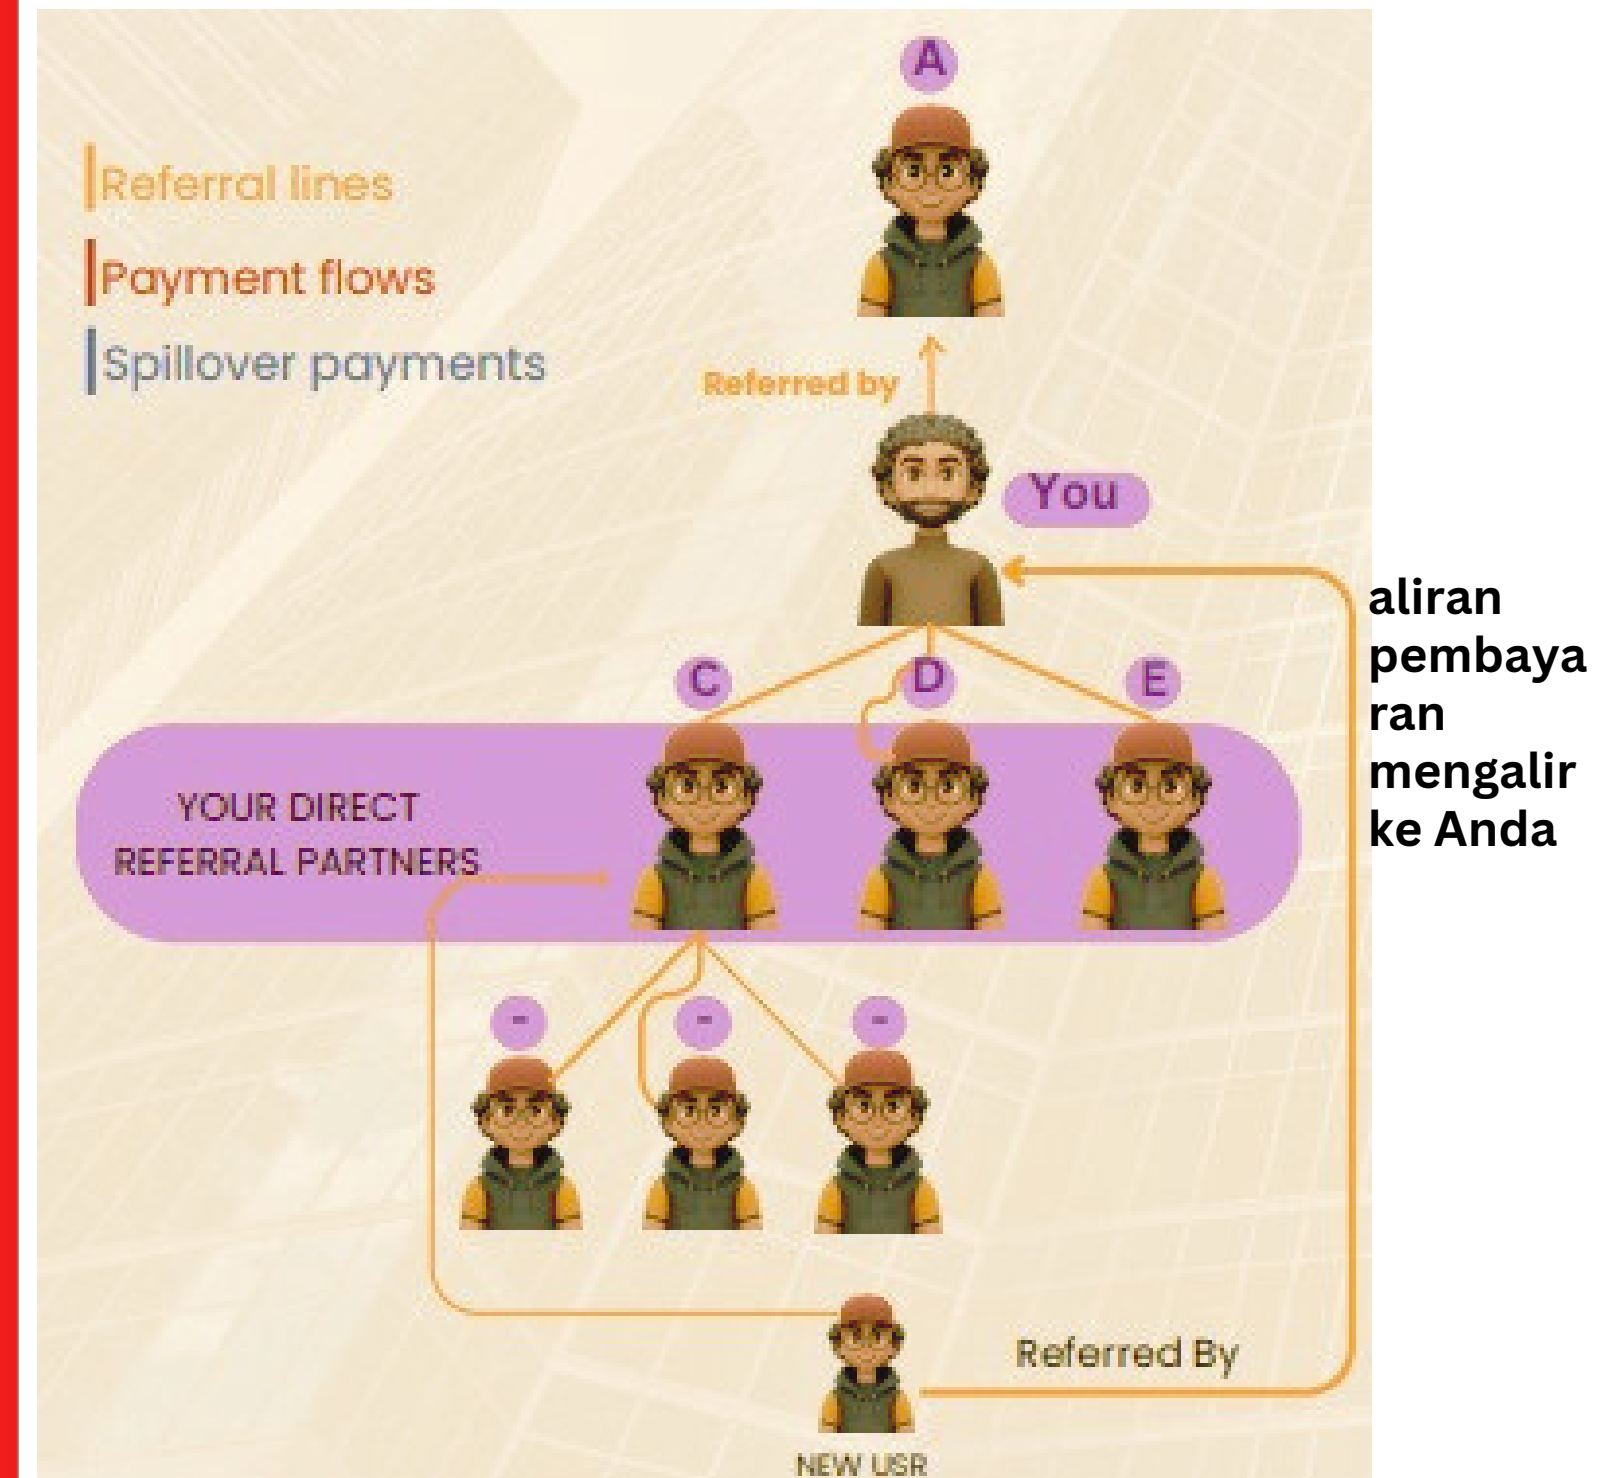 A
Referral lines
Payment flows
Spillover payments
Referred by
You
aliran
pembaya
ran
mengalir
ke Anda
C
D
E
YOUR DIRECT
REFERRAL PARTNERS
-
-
-
Referred By
NEW USR